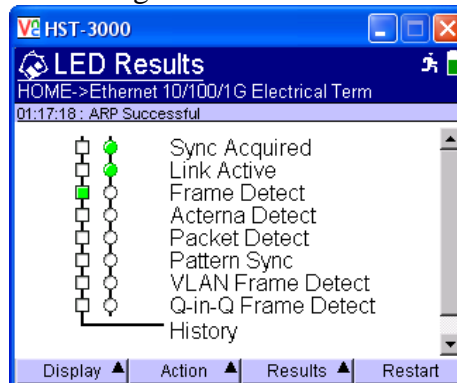 HST-3000
LED Results
HOME->Ethernet 10/100/1G Electrical Term
01:17:18 : ARP Successful
Sync Acquired
Link Active
Frame Detect
Acterna Detect
Packet Detect
Pattern Sync
VLAN Frame Detect
Q-in-Q Frame Detect
History
Display Action Results Restart